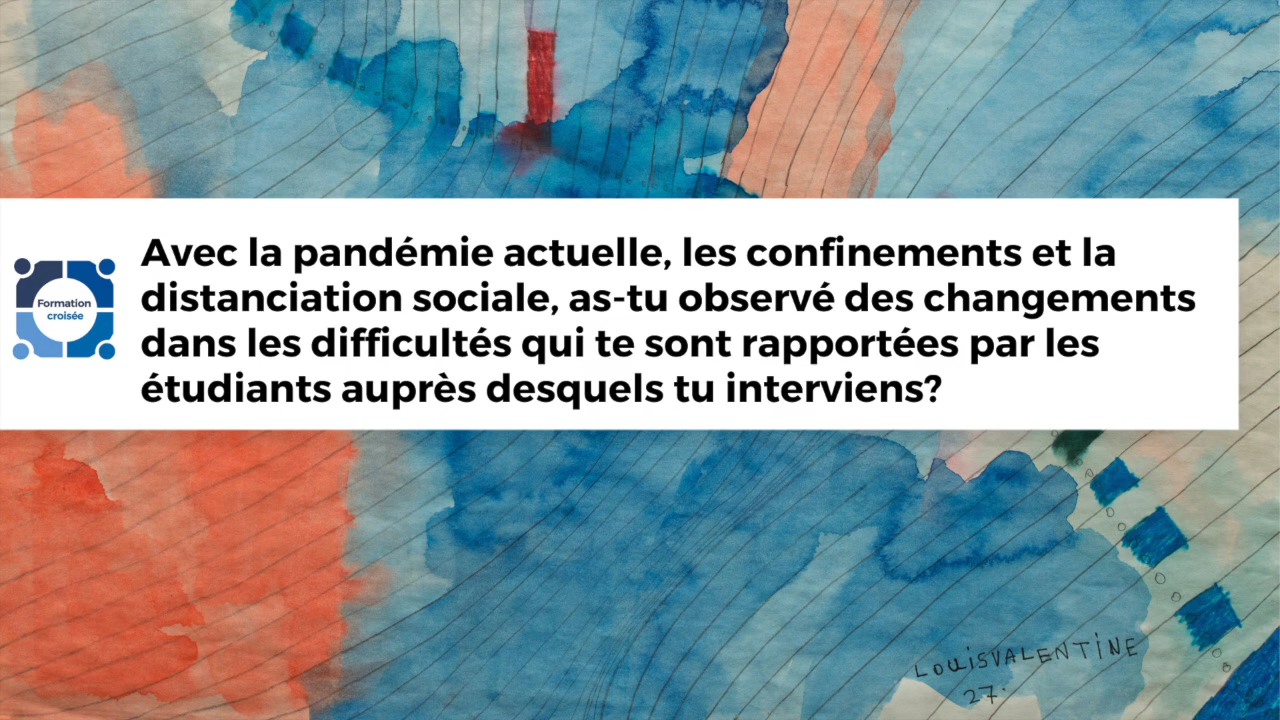 Avec la pandémie actuelle, les confinements et la
distanciation sociale, as-tu observé des changements
dans les difficultés qui te sont rapportées par les
étudiants auprès desquels tu interviens?
Formation
croisée
LOUISVALENTINE
27.